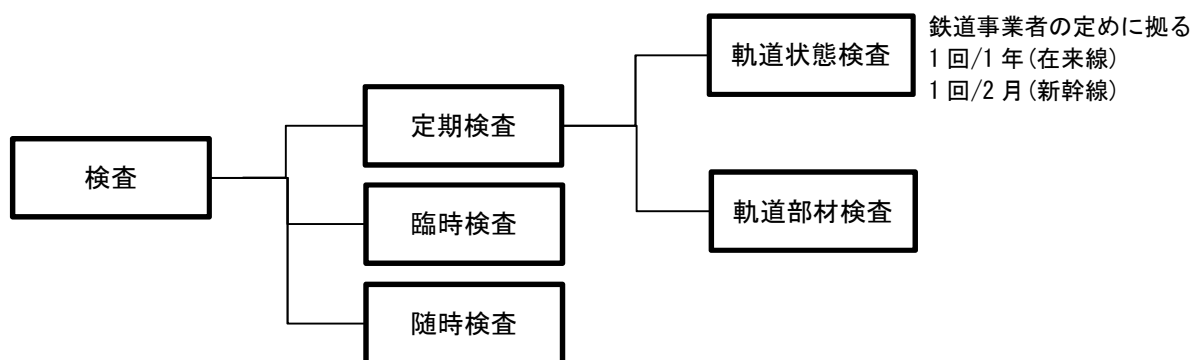 鉄道事業者の定めに拠る
軌道状態検査
1回/1年(在来線)
1回/2月(新幹線)
定期検査
検査
軌道部材検査
臨時検査
随時検査